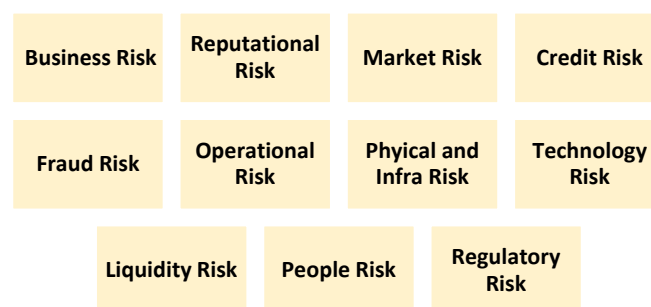 Business Risk
Reputational
Risk
Market Risk
Credit Risk
Fraud Risk
Operational
Risk
Phyical and
Infra Risk
Technology
Risk
Liquidity Risk
People Risk
Regulatory
Risk